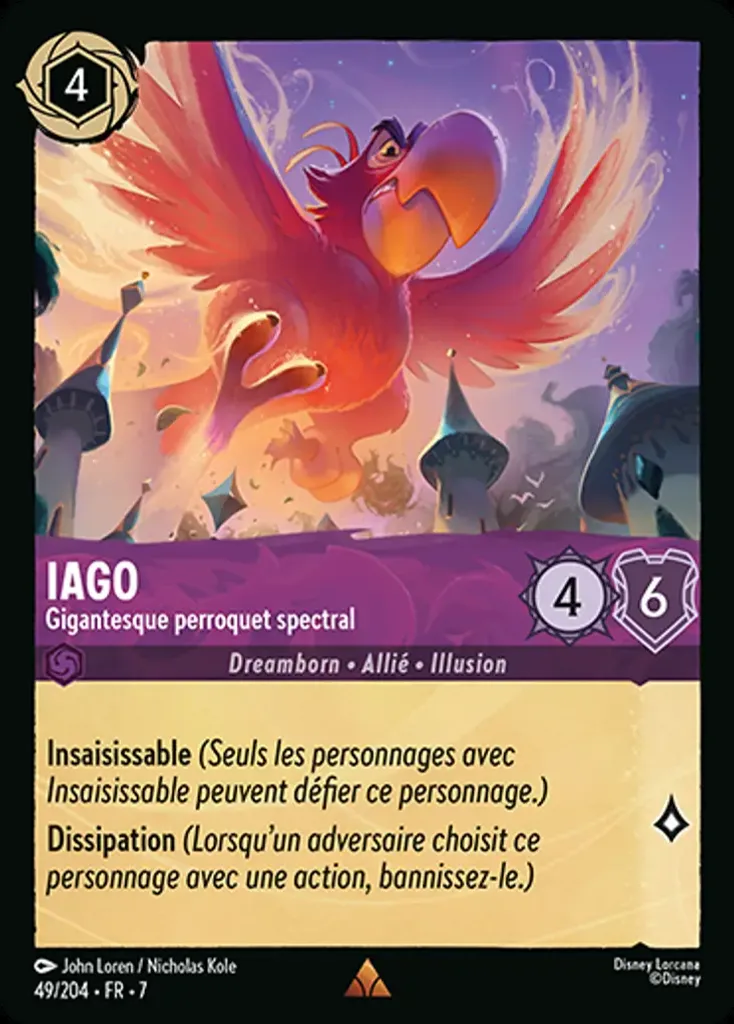 4
IAGO
Gigantesque perroquet spectral
4
6
Dreamborn • Allié • Illusion
Insaisissable (Seuls les personnages avec
Insaisissable peuvent défier ce personnage.)
Dissipation (Lorsqu'un adversaire choisit ce
personnage avec une action, bannissez-le.)
John Loren / Nicholas Kole
49/204 • FR • 7
Disney Lorcana
©Disney